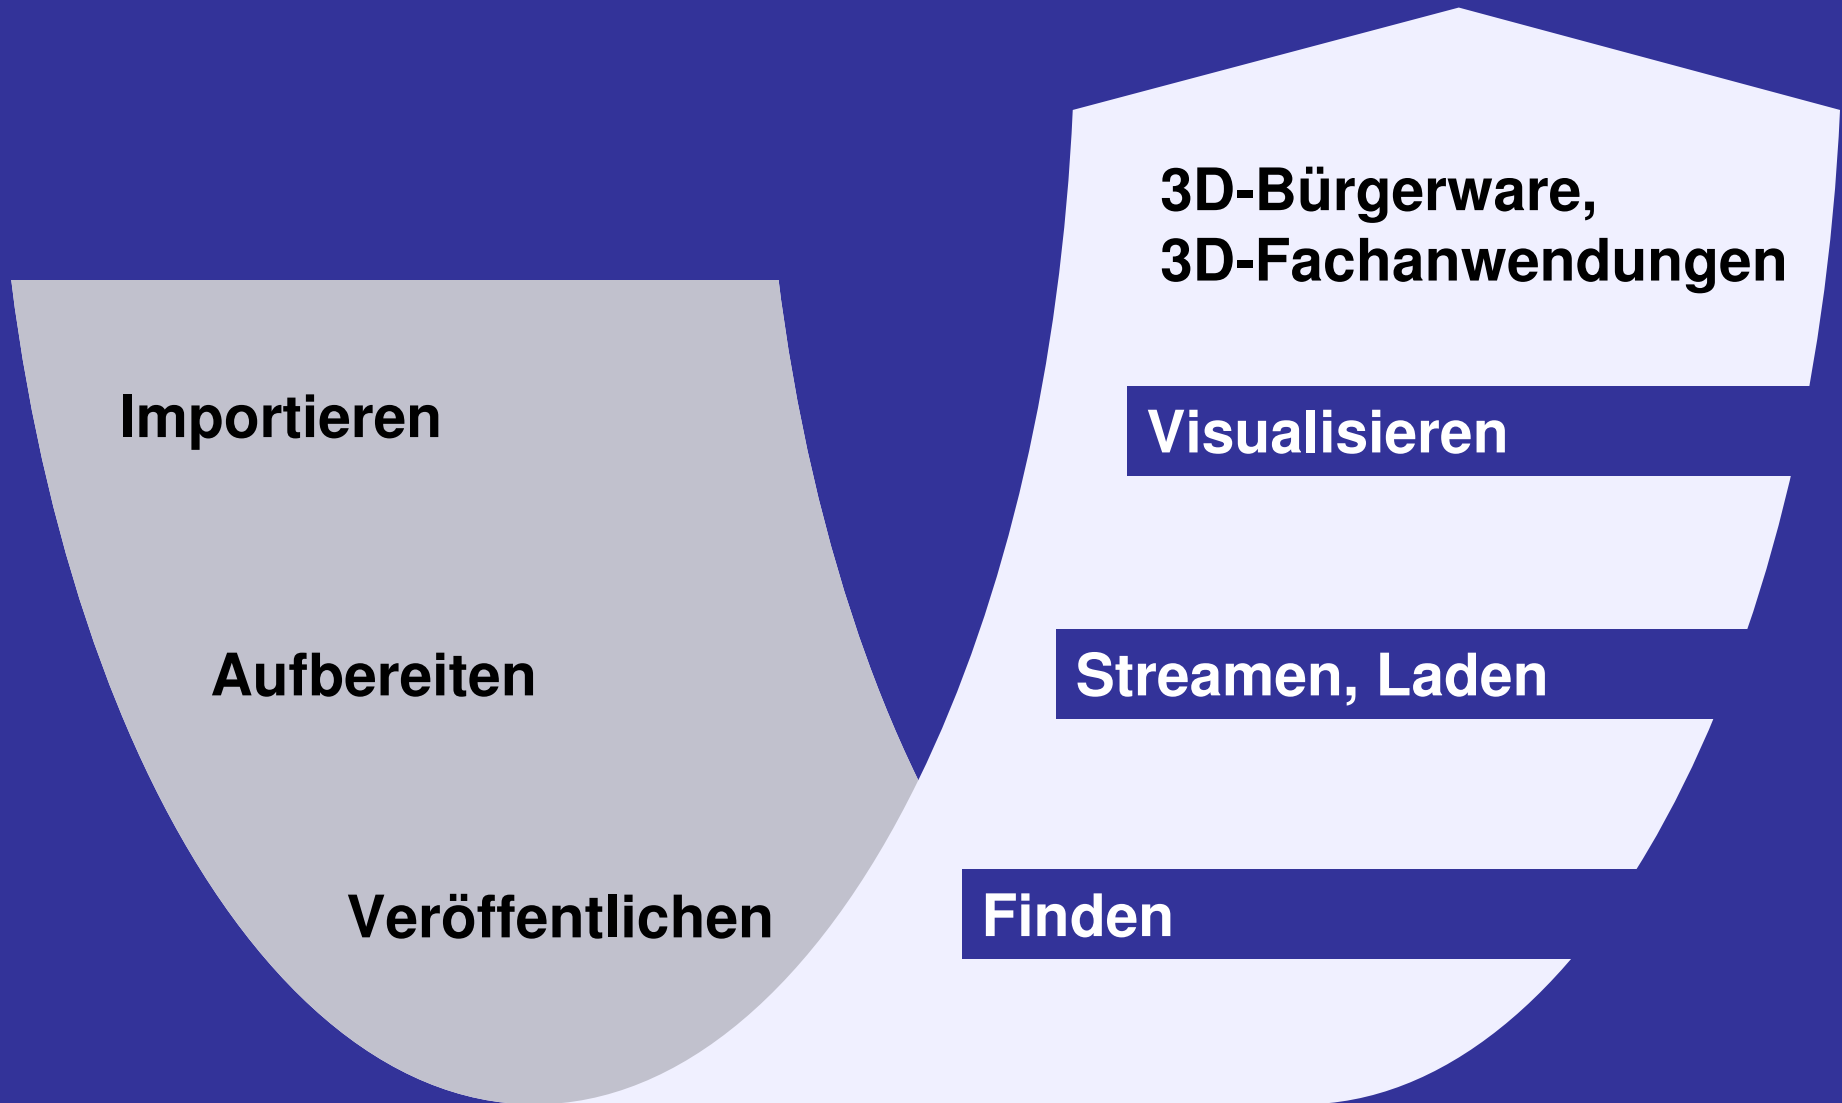 3D-Bürgerware,
3D-Fachanwendungen
Importieren
Visualisieren
Aufbereiten
Streamen, Laden
Veröffentlichen
Finden